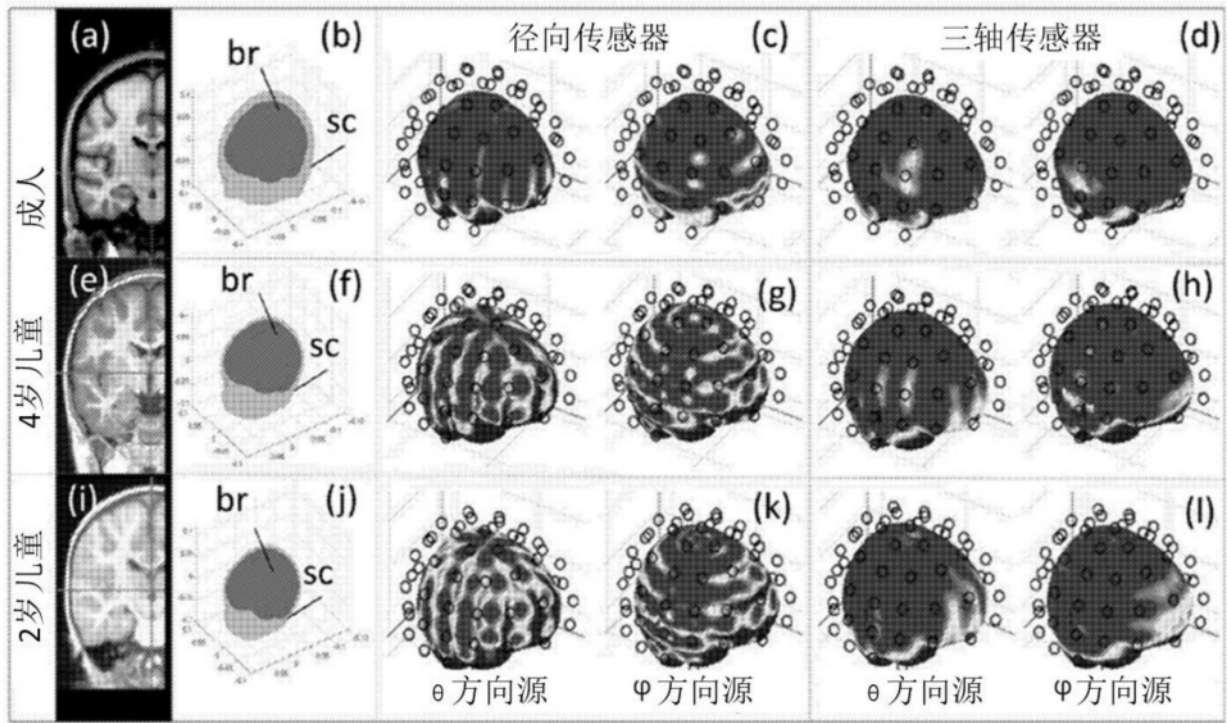 径向传感器
三轴传感器
成人
(a)
(b)
br
sc
(c)
(d)
4岁儿童
(e)
(f)
br
sc
(g)
(h)
2岁儿童
(i)
(j)
br
sc
(k)
(l)
θ方向源
φ方向源
θ方向源
φ方向源